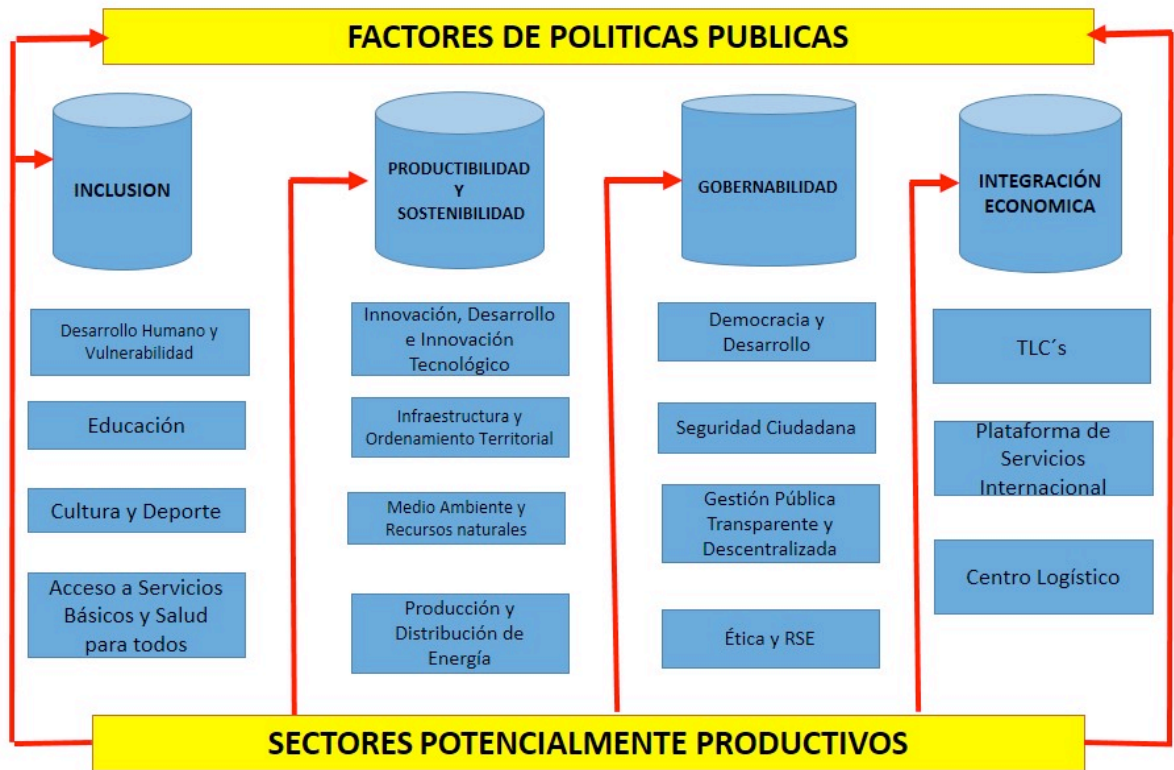 FACTORES DE POLITICAS PUBLICAS
INCLUSION
PRODUCTIBILIDAD
Y
SOSTENIBILIDAD
GOBERNABILIDAD
INTEGRACIÓN
ECONOMICA
Desarrollo Humano y
Vulnerabilidad
Educación
Cultura y Deporte
Acceso a Servicios
Básicos y Salud
para todos
Innovación, Desarrollo
e Innovación
Tecnológico
Infraestructura y
Ordenamiento Territorial
Medio Ambiente y
Recursos naturales
Producción y
Distribución de
Energía
Democracia y
Desarrollo
Seguridad Ciudadana
Gestión Pública
Transparente y
Descentralizada
Ética y RSE
TLC´s
Plataforma de
Servicios
Internacional
Centro Logístico
SECTORES POTENCIALMENTE PRODUCTIVOS